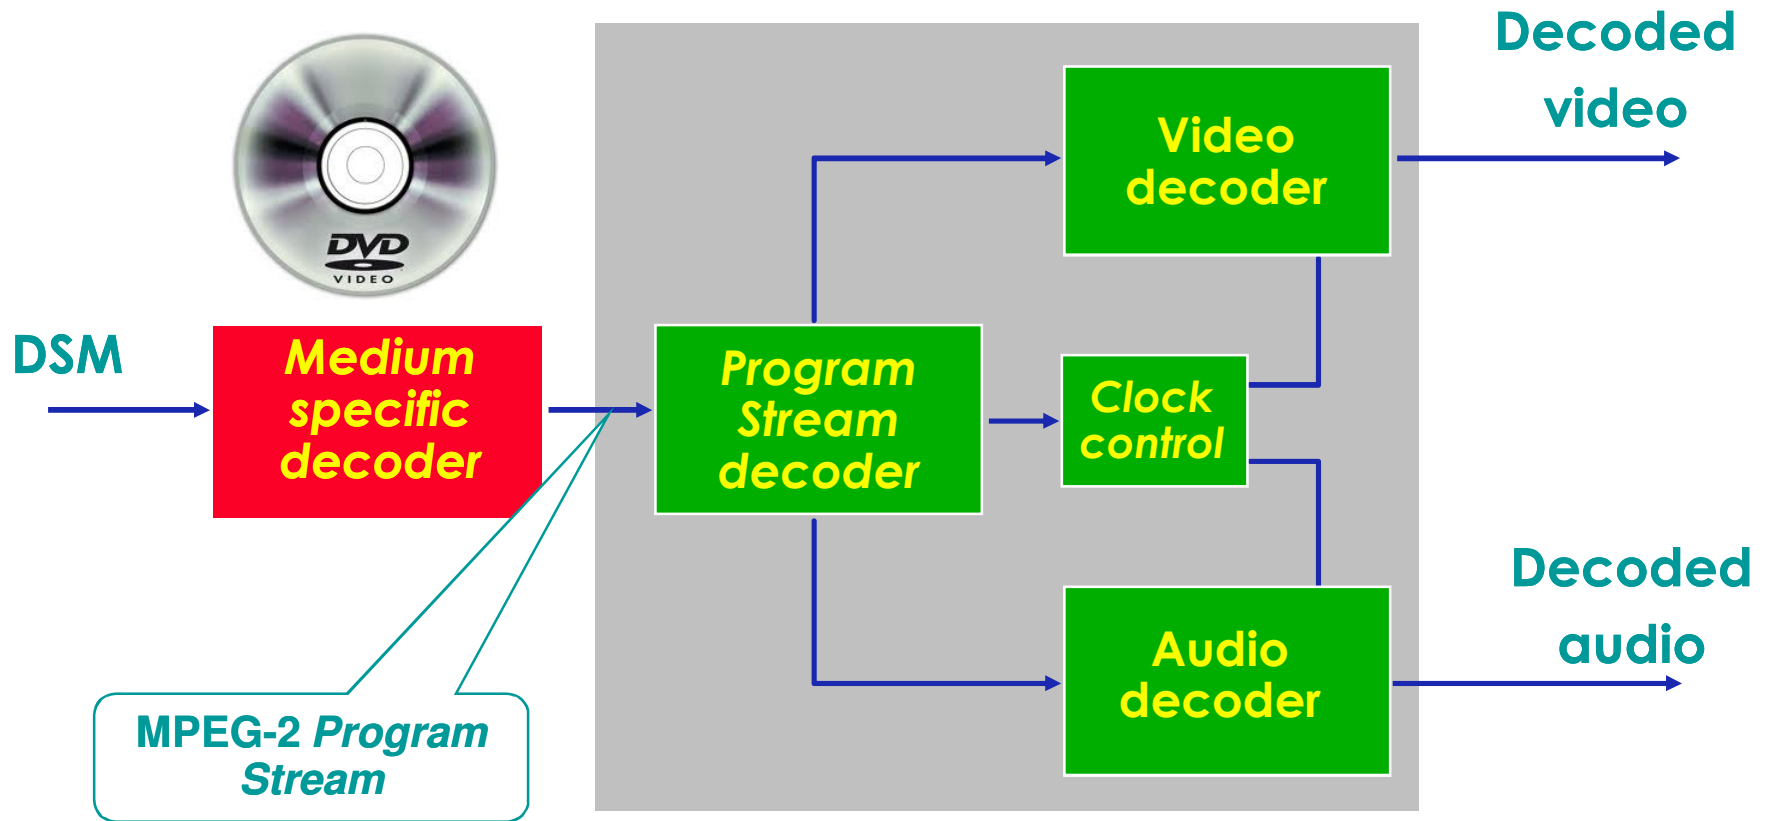 Decoded
video
Video
decoder
DVD
VIDEO
DSM
Medium
specific
decoder
Program
Stream
decoder
Clock
control
Decoded
audio
Audio
decoder
MPEG-2 Program
Stream